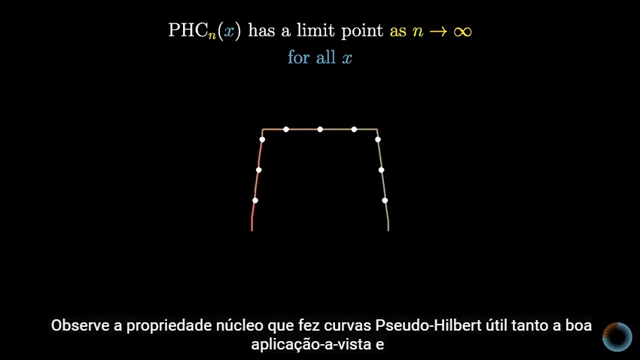 PHCₙ(x) has a limit point as n → ∞
for all x
Observe a propriedade núcleo que fez curvas Pseudo-Hilbert útil tanto a boa
aplicação-a-vista e